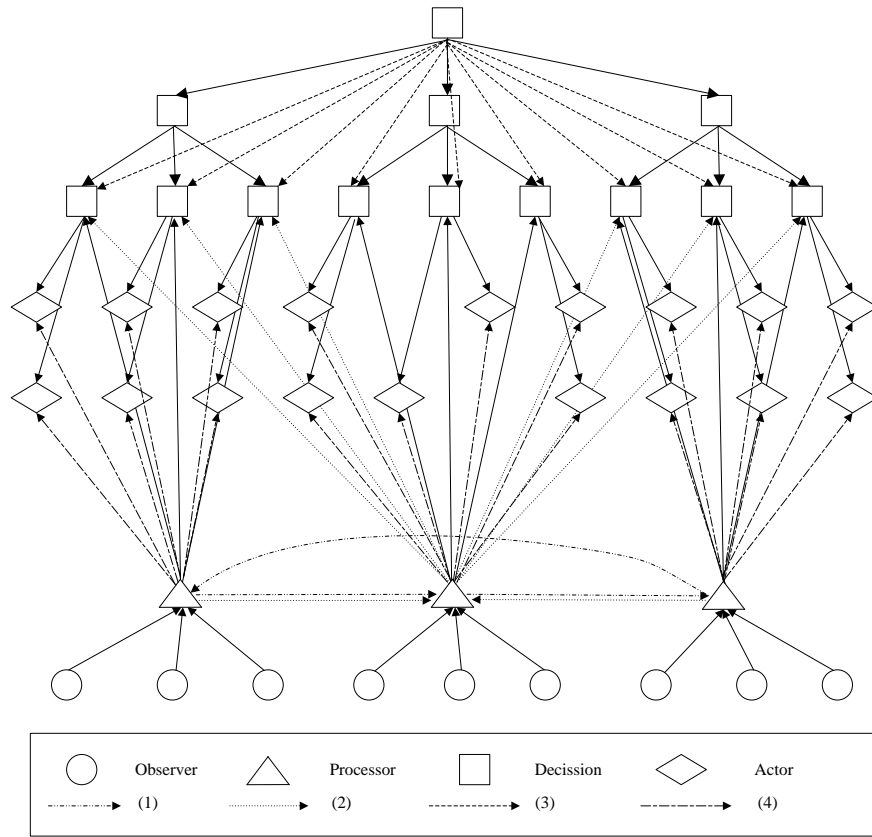 Observer Processor Decission Actor
(1) (2) (3) (4)